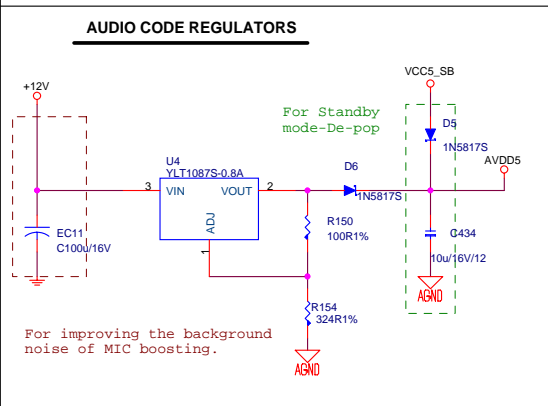 AUDIO CODE REGULATORS
VCC5_SB
+12V
For Standby
mode-De-pop
D5
1N5817S
U4
YLT1087S-0.8A
D6
AVDD5
3
VIN
VOUT
2
1N5817S
ADJ
1
R150
100R1%
EC11
C100u/16V
C434
10u/16V/12
AGND
R154
324R1%
For improving the background
noise of MIC boosting.
AGND